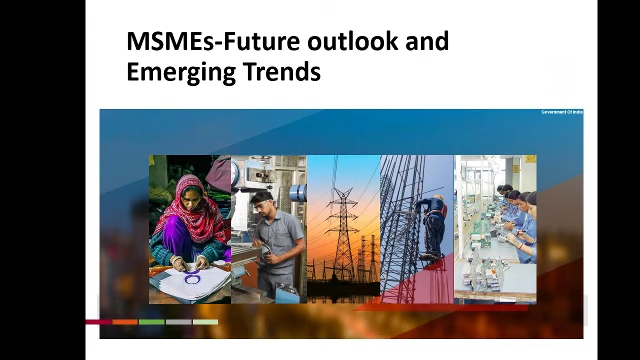 MSMEs-Future outlook and
Emerging Trends
Government Of India